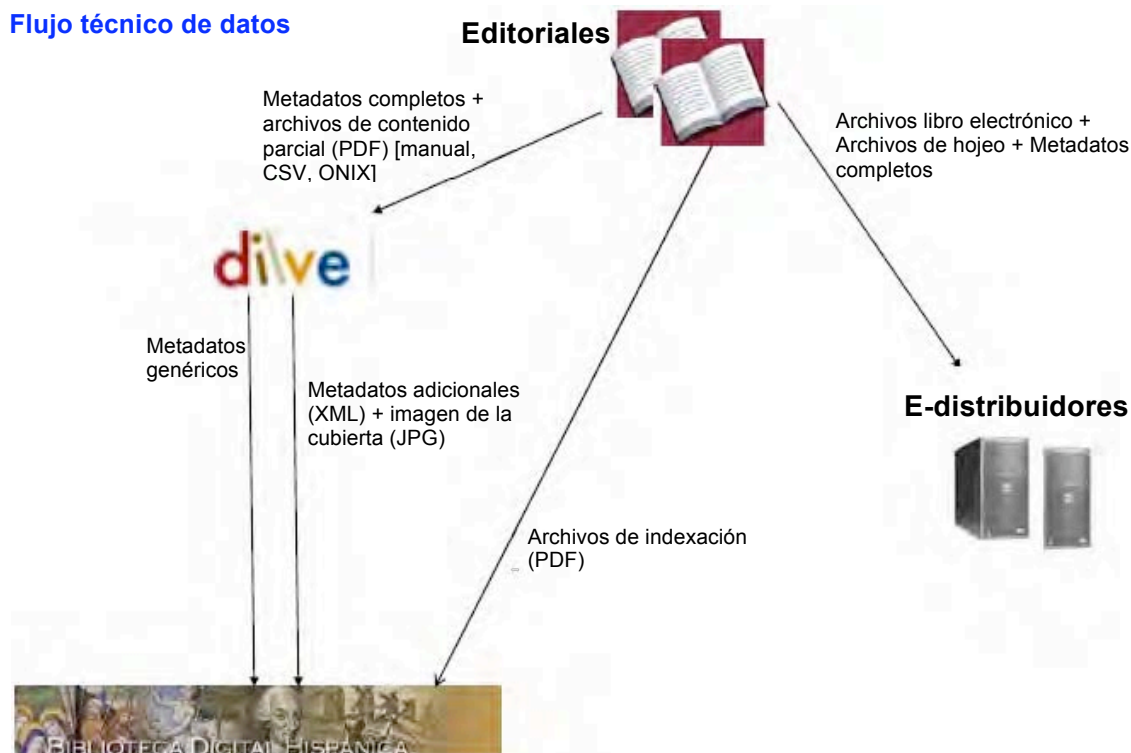 Flujo técnico de datos
Editoriales
Metadatos completos +
archivos de contenido
parcial (PDF) [manual,
CSV, ONIX]
Archivos libro electrónico +
Archivos de hojeo + Metadatos
completos
dilve
Metadatos
genéricos
Metadatos adicionales
(XML) + imagen de la
cubierta (JPG)
E-distribuidores
Archivos de indexación
(PDF)
BIBLIOTECA DIGITAL HISPÁNICA